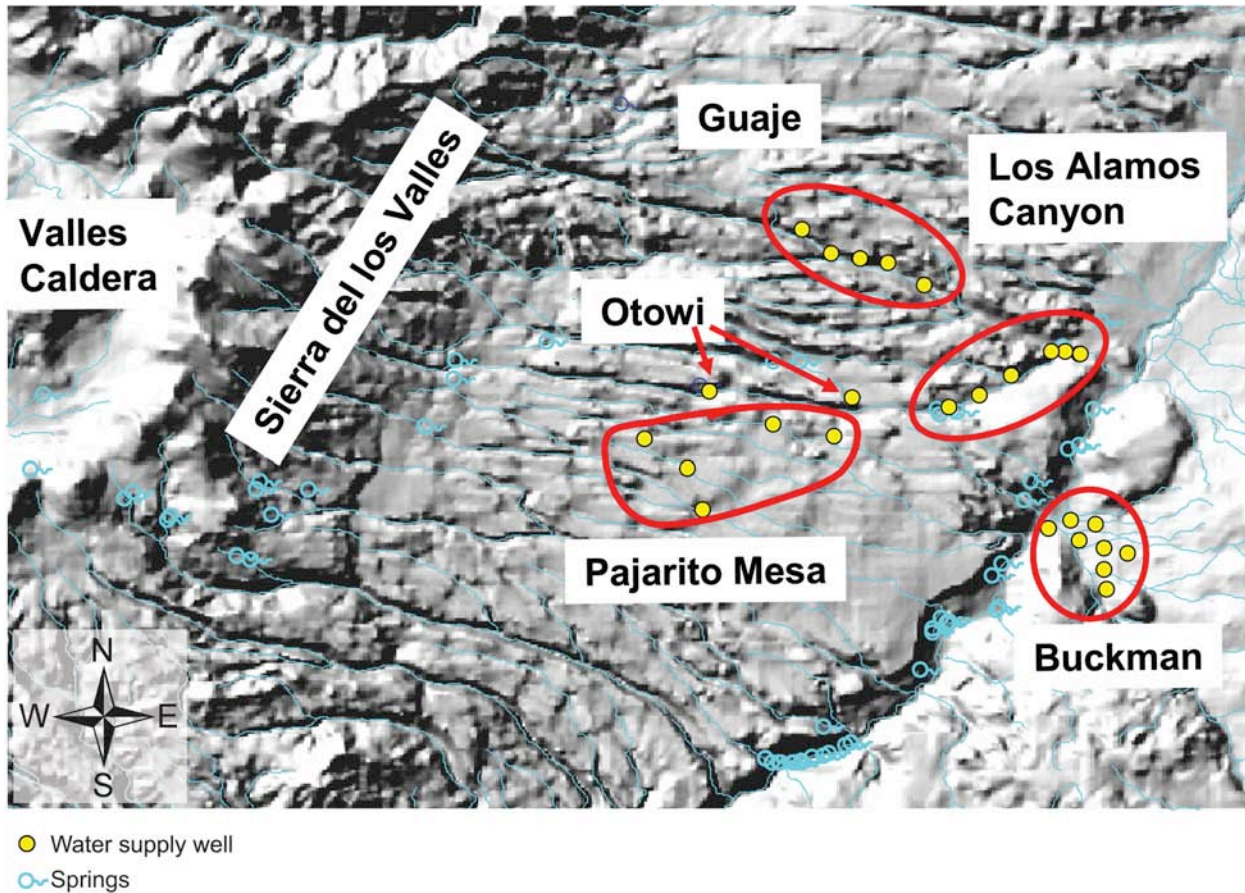 Guaje
Los Alamos
Canyon
Valles
Caldera
Sierra del los Valles
Otowi
Pajarito Mesa
Buckman
N
W E
S
Water supply well
Springs